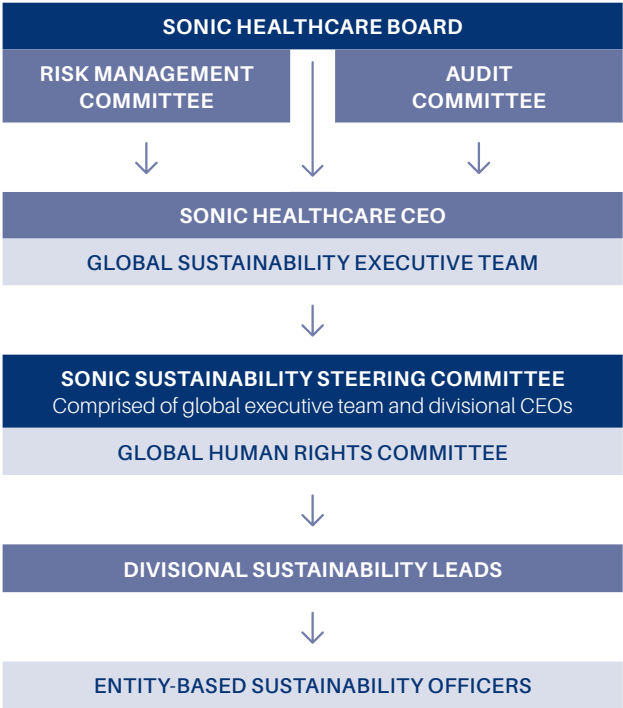 SONIC HEALTHCARE BOARD
RISK MANAGEMENT
COMMITTEE
AUDIT
COMMITTEE
SONIC HEALTHCARE CEO
GLOBAL SUSTAINABILITY EXECUTIVE TEAM
SONIC SUSTAINABILITY STEERING COMMITTEE
Comprised of global executive team and divisional CEOs
GLOBAL HUMAN RIGHTS COMMITTEE
DIVISIONAL SUSTAINABILITY LEADS
ENTITY-BASED SUSTAINABILITY OFFICERS